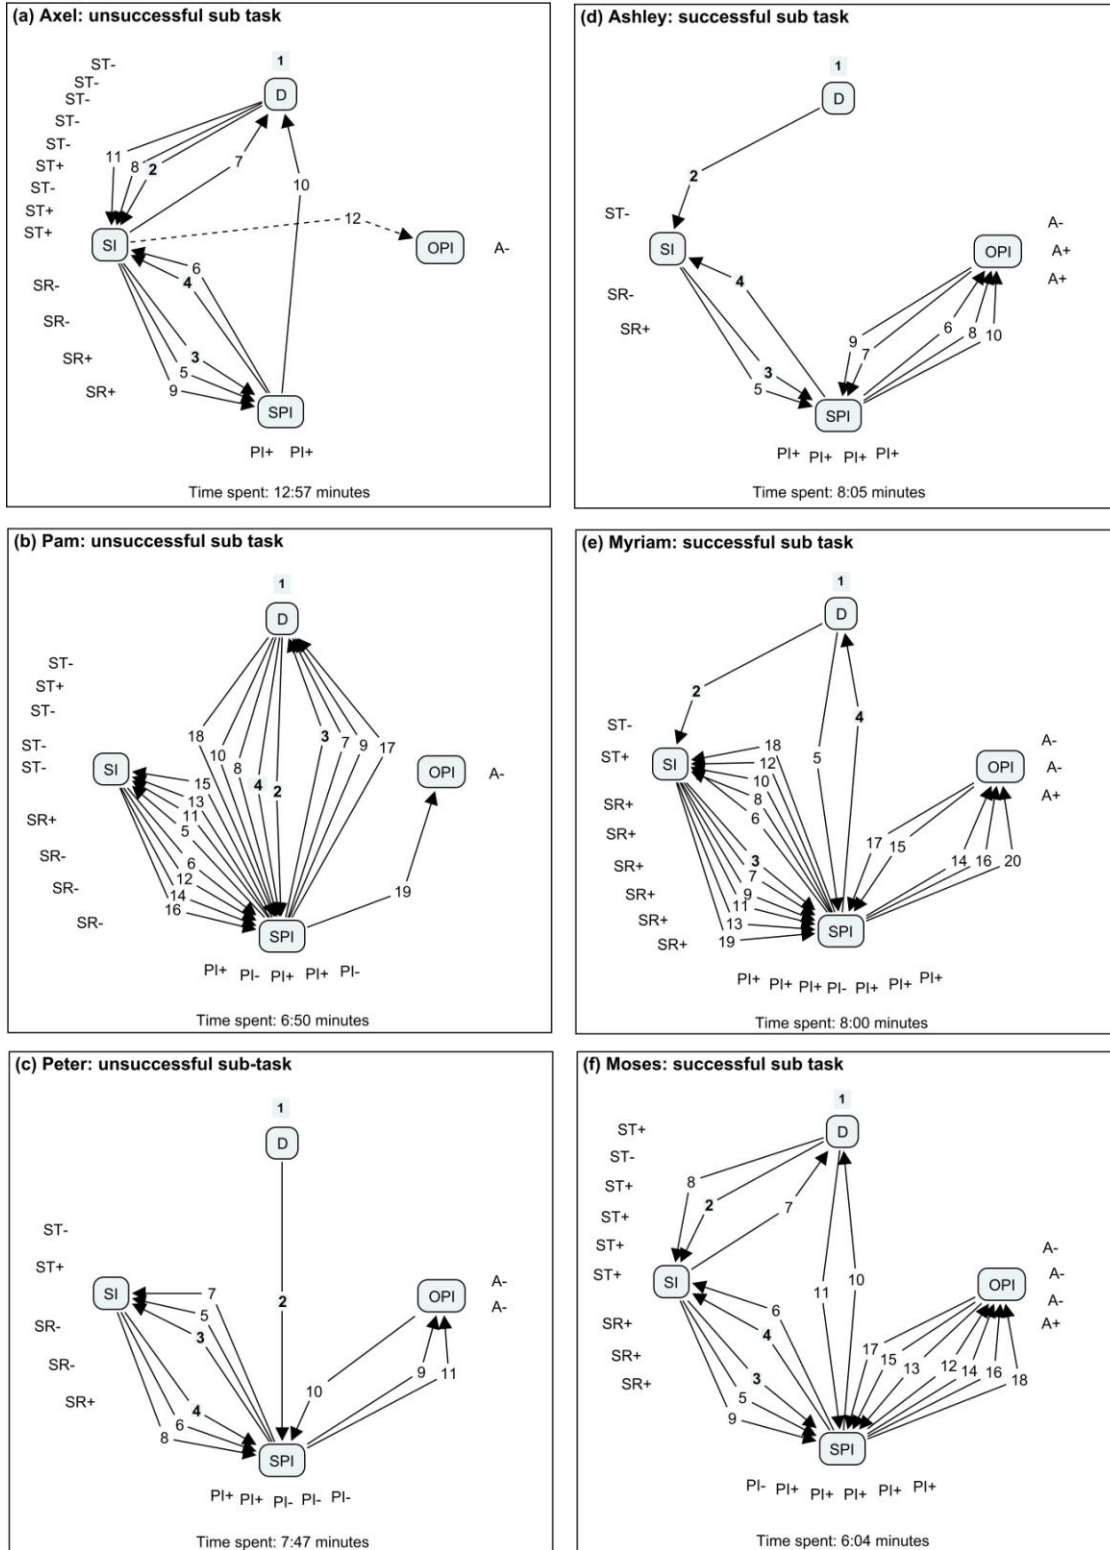 (a) Axel: unsuccessful sub task
1
D
ST-
ST-
ST-
ST-
ST-
ST+
ST-
ST+
ST+
11
8
2
7
10
12
SI
OPI
A-
6
4
SR-
SR-
SR+
SR+
3
5
9
SPI
PI+ PI+
Time spent: 12:57 minutes
(d) Ashley: successful sub task
1
D
2
ST-
SI
OPI
A-
A+
A+
4
SR-
SR+
3
5
9
7
6
8
10
SPI
PI+ PI+ PI+ PI+
Time spent: 8:05 minutes
(b) Pam: unsuccessful sub task
1
D
ST-
ST+
ST-
ST-
ST-
18
10
8
4
2
3
7
9
17
SI
OPI
A-
15
13
11
5
SR+
SR-
SR-
SR-
6
12
14
16
19
SPI
PI+ PI- PI+ PI+ PI-
Time spent: 6:50 minutes
(e) Myriam: successful sub task
1
D
2
5
4
ST-
ST+
SI
OPI
A-
A-
A+
18
12
10
8
6
SR+
SR+
SR+
SR+
SR+
SR+
3
7
9
11
13
19
17
15
14
16
20
SPI
PI+ PI+ PI+ PI- PI+ PI+ PI+
Time spent: 8:00 minutes
(c) Peter: unsuccessful sub-task
1
D
2
ST-
ST+
SI
OPI
A-
A-
7
5
3
SR-
SR-
SR+
4
6
8
10
9
11
SPI
PI+ PI+ PI- PI- PI-
Time spent: 7:47 minutes
(f) Moses: successful sub task
1
D
ST+
ST-
ST+
ST+
ST+
ST+
8
2
7
11
10
SI
OPI
A-
A-
A-
A+
6
4
SR+
SR+
SR+
3
5
9
17
15
13
12
14
16
18
SPI
PI- PI+ PI+ PI+ PI+ PI+
Time spent: 6:04 minutes